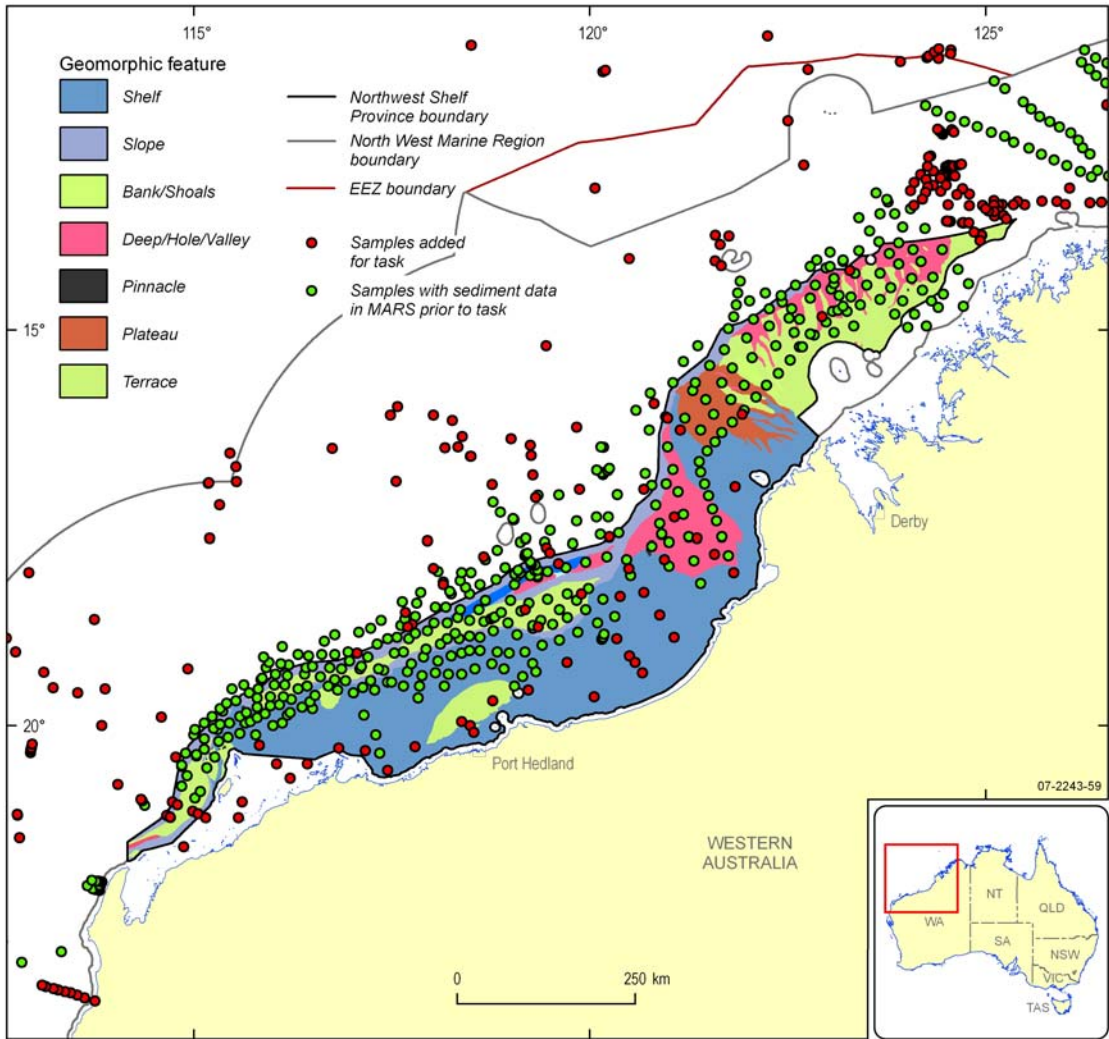 115°
120°
125°
Geomorphic feature
Shelf
Slope
Bank/Shoals
Deep/Hole/Valley
Pinnacle
Plateau
Terrace
Northwest Shelf
Province boundary
North West Marine Region
boundary
EEZ boundary
Samples added
for task
Samples with sediment data
in MARS prior to task
15°
Derby
20°
Port Hedland
07-2243-59
WESTERN
AUSTRALIA
0
250 km
NT
QLD
WA
SA
NSW
VIC
TAS